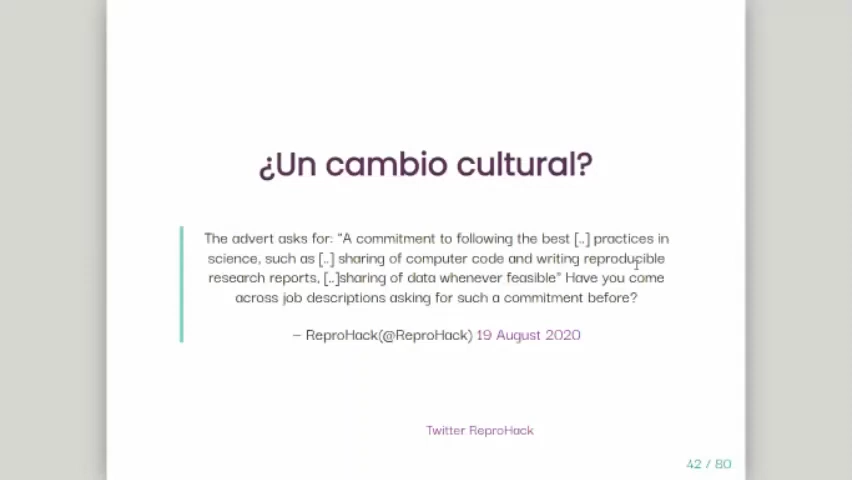 ¿Un cambio cultural?
The advert asks for: "A commitment to following the best [..] practices in
science, such as [..] sharing of computer code and writing reproducible
research reports, [..]sharing of data whenever feasible" Have you come
across job descriptions asking for such a commitment before?
— ReproHack(@ReproHack) 19 August 2020
Twitter ReproHack
42 / 80